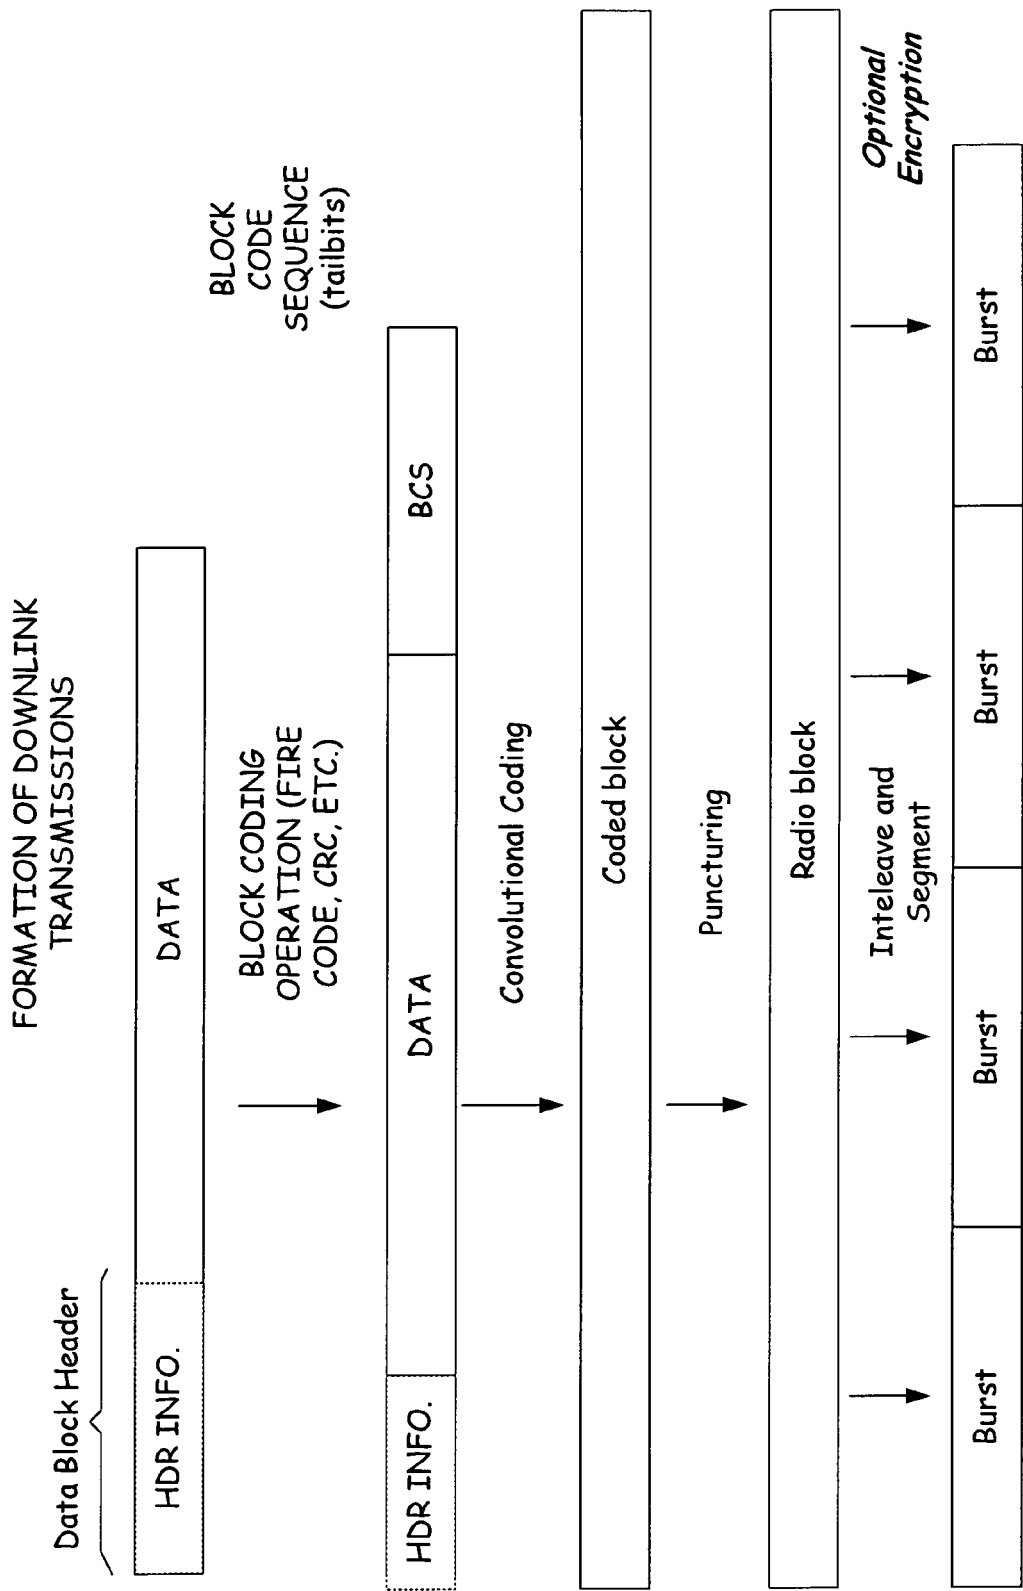 FORMATION OF DOWNLINK
TRANSMISSIONS
Data Block Header
HDR INFO.
DATA
BLOCK CODING
OPERATION (FIRE
CODE, CRC, ETC.)
BLOCK
CODE
SEQUENCE
(tailbits)
HDR INFO.
DATA
BCS
Convolutional Coding
Coded block
Puncturing
Radio block
Inteleave and
Segment
Optional
Encryption
Burst
Burst
Burst
Burst